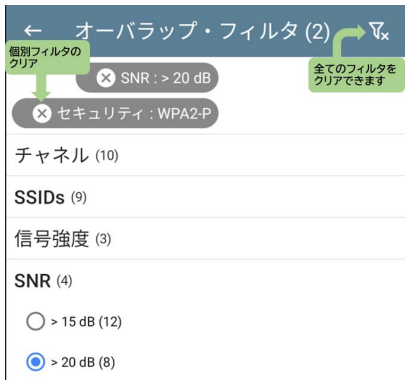 ← オーバラップ・フィルタ (2)
個別フィルタの
クリア
全てのフィルタを
クリアできます
SNR : > 20 dB
セキュリティ : WPA2-P
チャネル (10)
SSIDs (9)
信号強度 (3)
SNR (4)
> 15 dB (12)
> 20 dB (8)